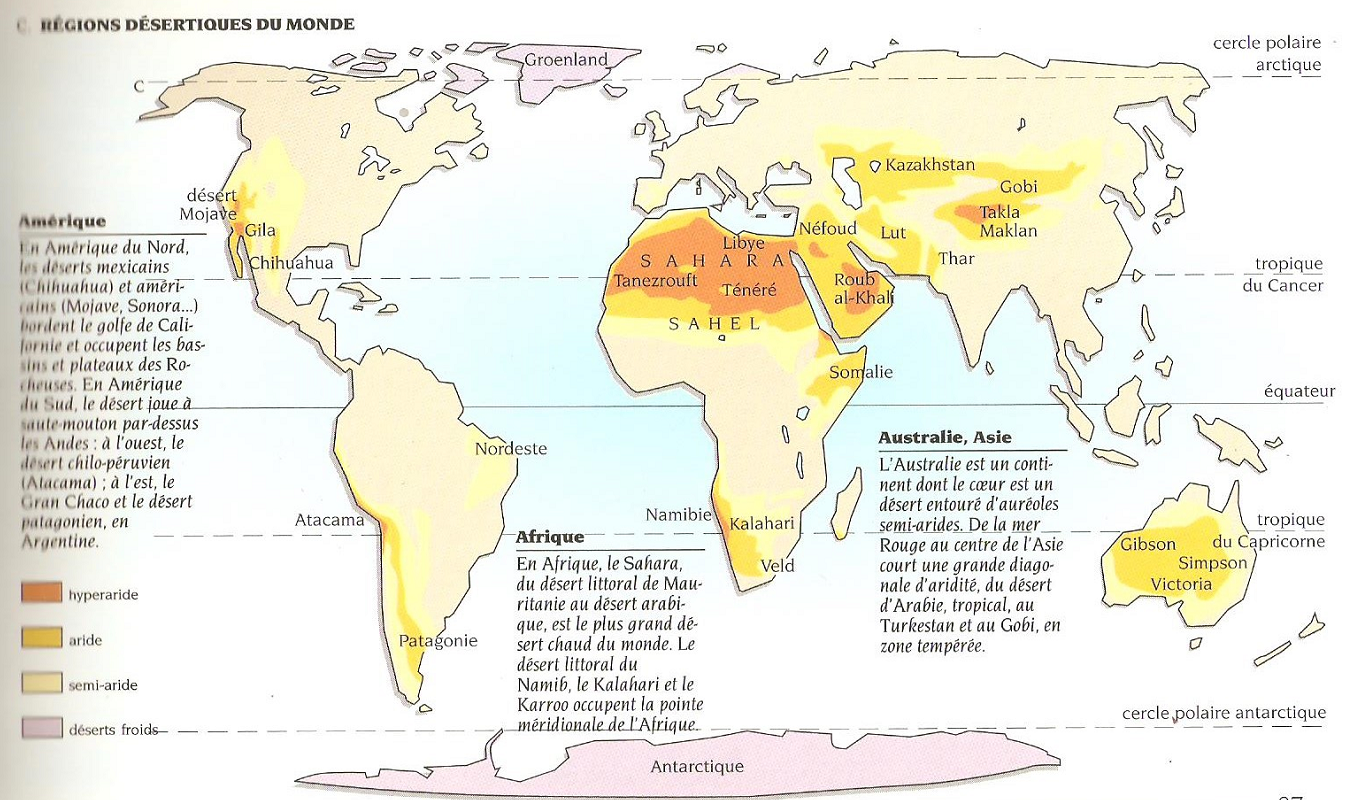 C. RÉGIONS DÉSERTIQUES DU MONDE
cercle polaire
arctique
C
Groenland
Kazakhstan
Gobi
Takla
Maklan
désert
Mojave
Gila
Chihuahua
Néfoud
Lut
Thar
Libye
SAHARA
Tanezrouft
Ténéré
Roub
al-Khali
SAHEL
Somalie
tropique
du Cancer
équateur
Amérique
En Amérique du Nord,
les déserts mexicains
(Chihuahua) et améri-
cains (Mojave, Sonora...)
bordent le golfe de Cali-
fornie et occupent les bas-
sins et plateaux des Ro-
cheuses. En Amérique
du Sud, le désert joue à
saute-mouton par-dessus
les Andes : à l'ouest, le
désert chilo-péruvien
(Atacama) ; à l'est, le
Gran Chaco et le désert
patagonien, en
Argentine.
Nordeste
Atacama
Patagonie
Namibie
Kalahari
Veld
Afrique
En Afrique, le Sahara,
du désert littoral de Mau-
ritanie au désert arabi-
que, est le plus grand dé-
sert chaud du monde. Le
désert littoral du
Namib, le Kalahari et le
Karroo occupent la pointe
méridionale de l'Afrique.
Australie, Asie
L'Australie est un conti-
nent dont le cœur est un
désert entouré d'auréoles
semi-arides. De la mer
Rouge au centre de l'Asie
court une grande diago-
nale d'aridité, du désert
d'Arabie, tropical, au
Turkestan et au Gobi, en
zone tempérée.
tropique
du Capricorne
Gibson
Simpson
Victoria
hyperaride
aride
semi-aride
déserts froids
cercle polaire antarctique
Antarctique